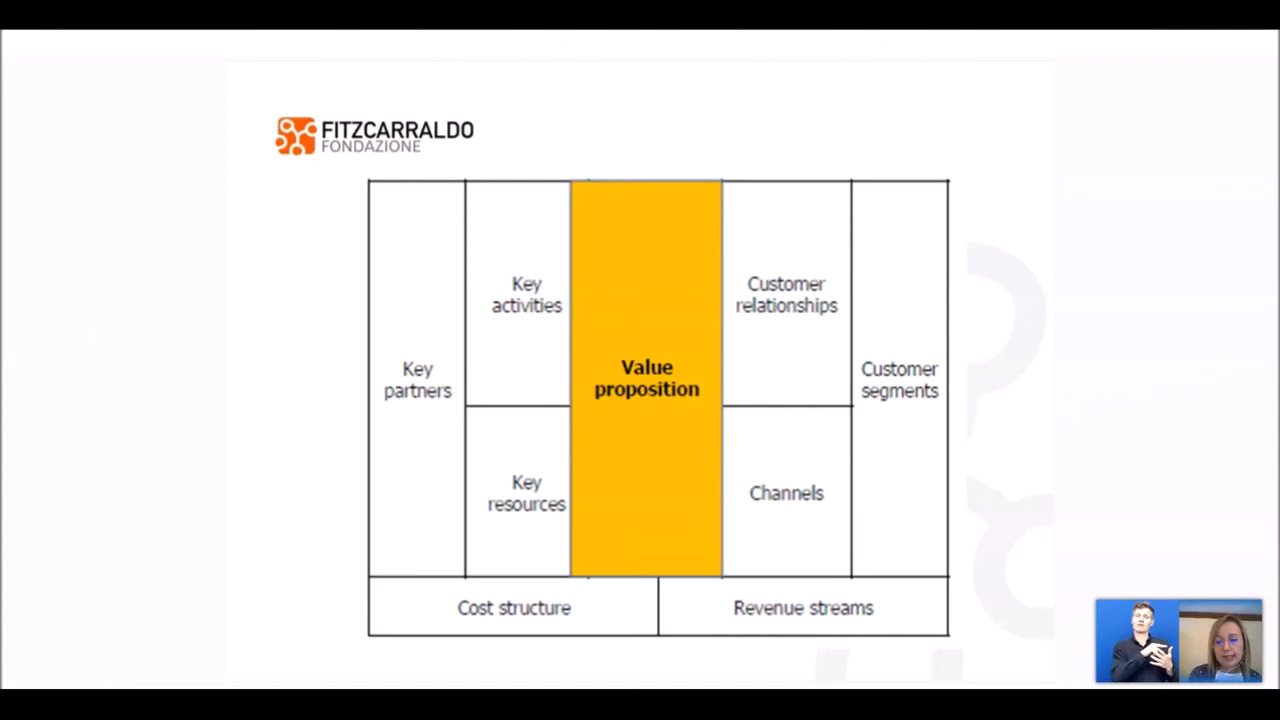 FITZCARRALDO
FONDAZIONE
Key
partners
Key
activities
Key
resources
Value
proposition
Customer
relationships
Channels
Customer
segments
Cost structure
Revenue streams